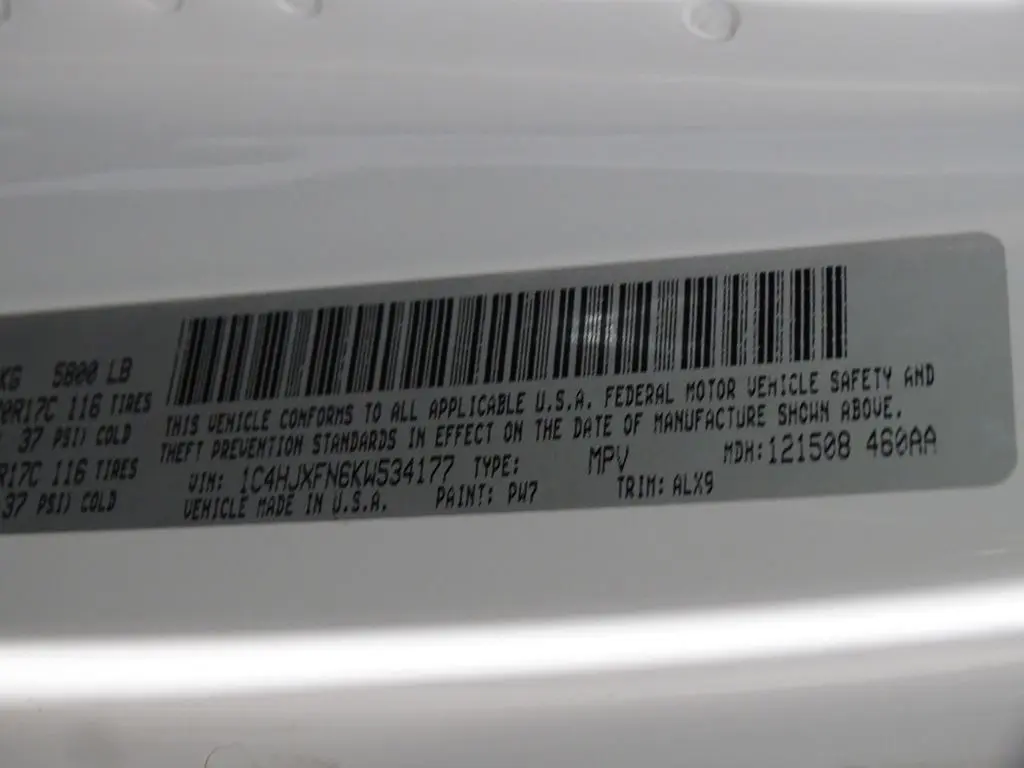 KG 5800 LB
0R17C 116 TIRES
37 PSI) COLD
R17C 116 TIRES
37 PSI) COLD
THIS VEHICLE CONFORMS TO ALL APPLICABLE U.S.A. FEDERAL MOTOR VEHICLE SAFETY AND
THEFT PREVENTION STANDARDS IN EFFECT ON THE DATE OF MANUFACTURE SHOWN ABOVE.
VIN: 1C4HJXFN6KW534177 TYPE: MPV MDH: 121508 460AA
VEHICLE MADE IN U.S.A. PAINT: PW7 TRIM: ALX9